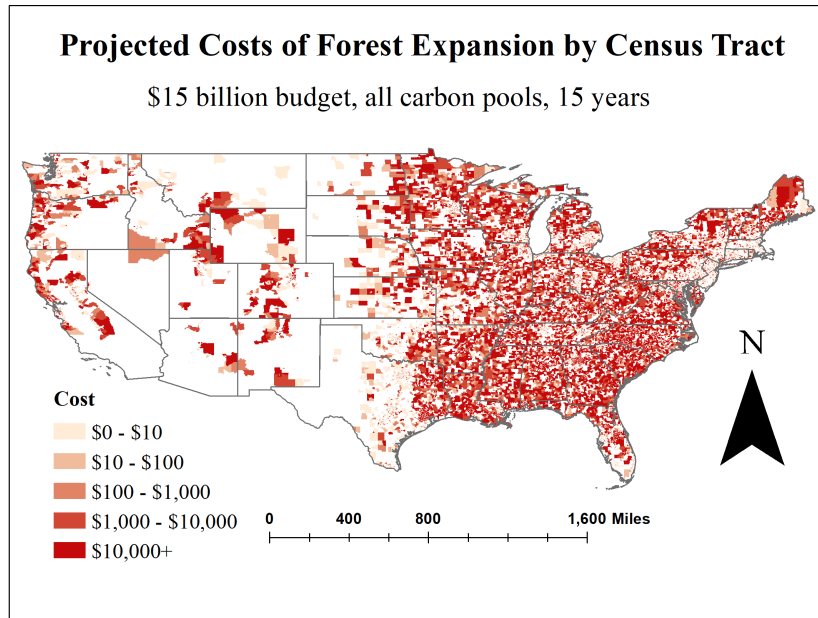 Projected Costs of Forest Expansion by Census Tract
$15 billion budget, all carbon pools, 15 years
N
Cost
$0 - $10
$10 - $100
$100 - $1,000
$1,000 - $10,000
$10,000+
0 400 800 1,600 Miles